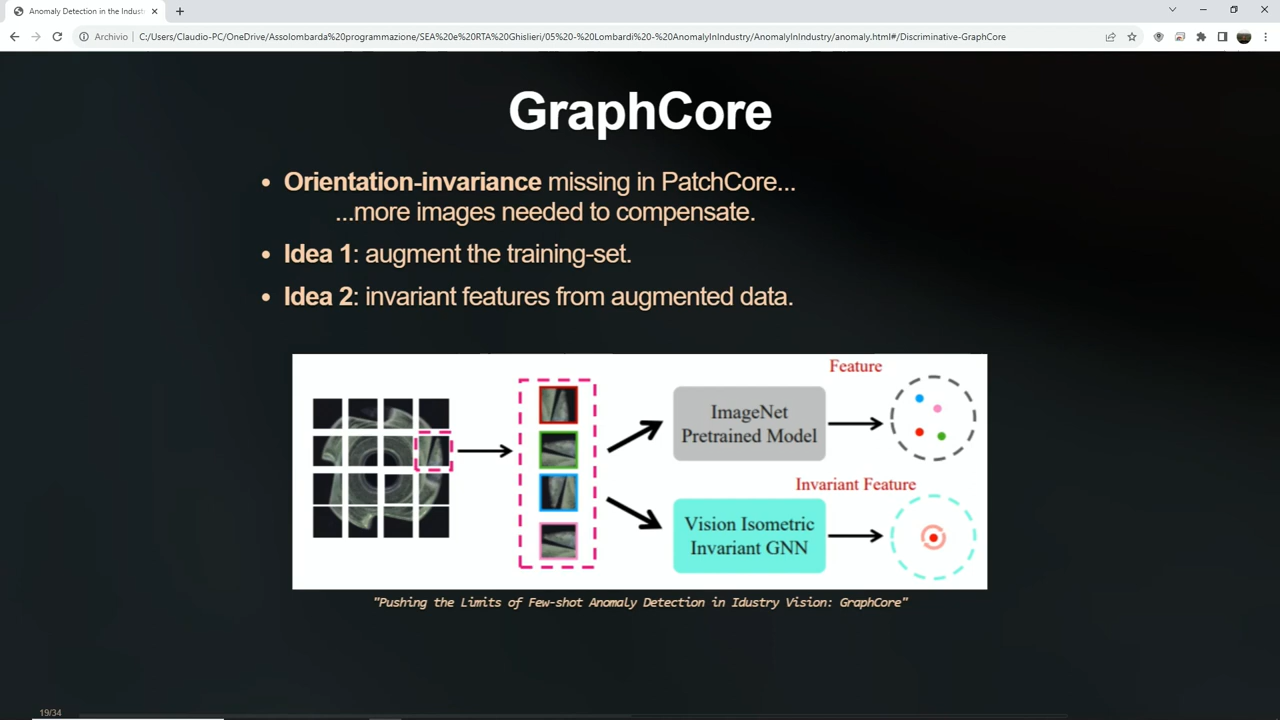 Anomaly Detection in the Indust
Archivio
C:/Users/Claudio-PC/OneDrive/Assolombarda%20programmazione/SEA%20e%20RTA%20Ghislieri/05%20-%20Lombardi%20-%20AnomalyInIndustry/AnomalyInIndustry/anomaly.html#/Discriminative-GraphCore
GraphCore
• Orientation-invariance missing in PatchCore...
...more images needed to compensate.
• Idea 1: augment the training-set.
• Idea 2: invariant features from augmented data.
Feature
ImageNet
Pretrained Model
Invariant Feature
Vision Isometric
Invariant GNN
"Pushing the Limits of Few-shot Anomaly Detection in Idustry Vision: GraphCore"
19/34